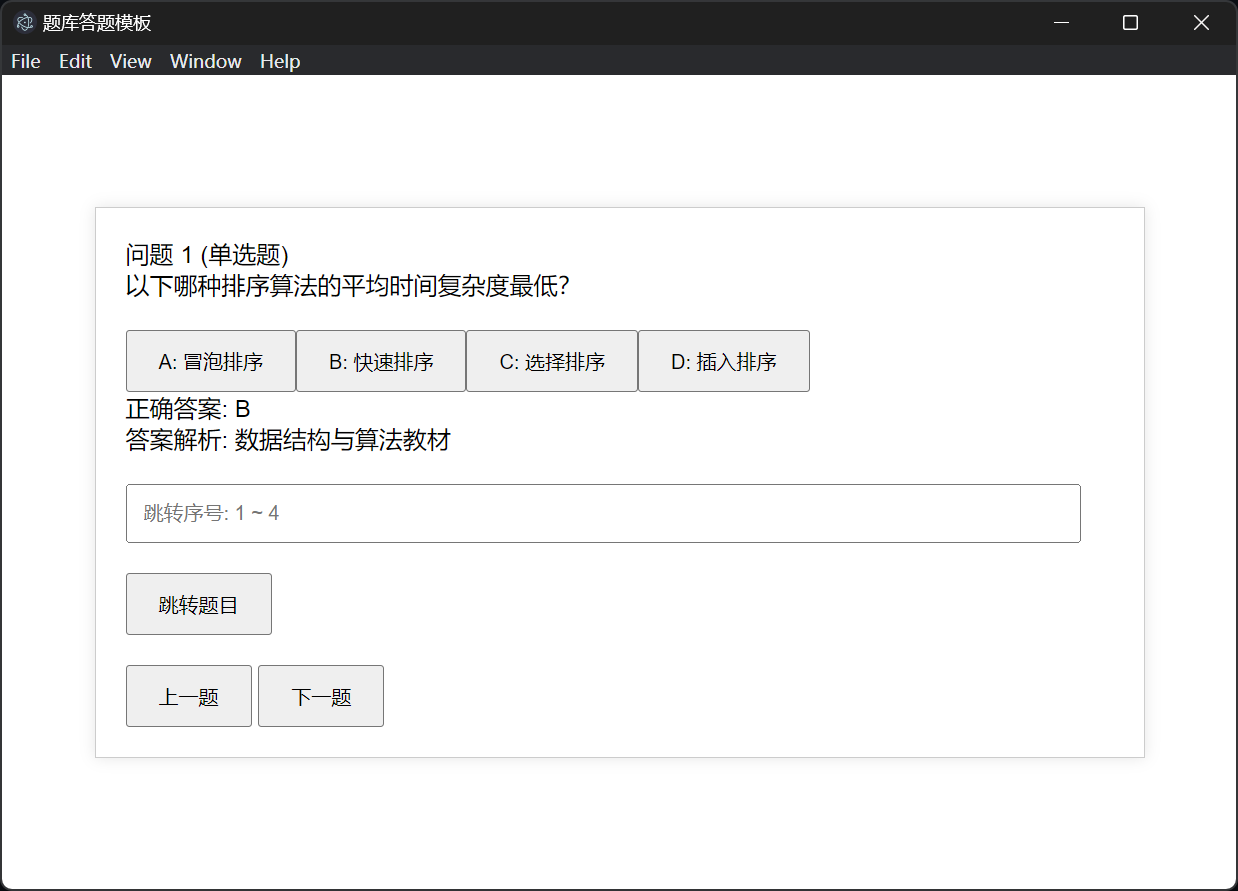 题库答题模板
File Edit View Window Help
问题 1 (单选题)
以下哪种排序算法的平均时间复杂度最低?
A: 冒泡排序 B: 快速排序 C: 选择排序 D: 插入排序
正确答案: B
答案解析: 数据结构与算法教材
跳转序号: 1 ~ 4
跳转题目
上一题 下一题